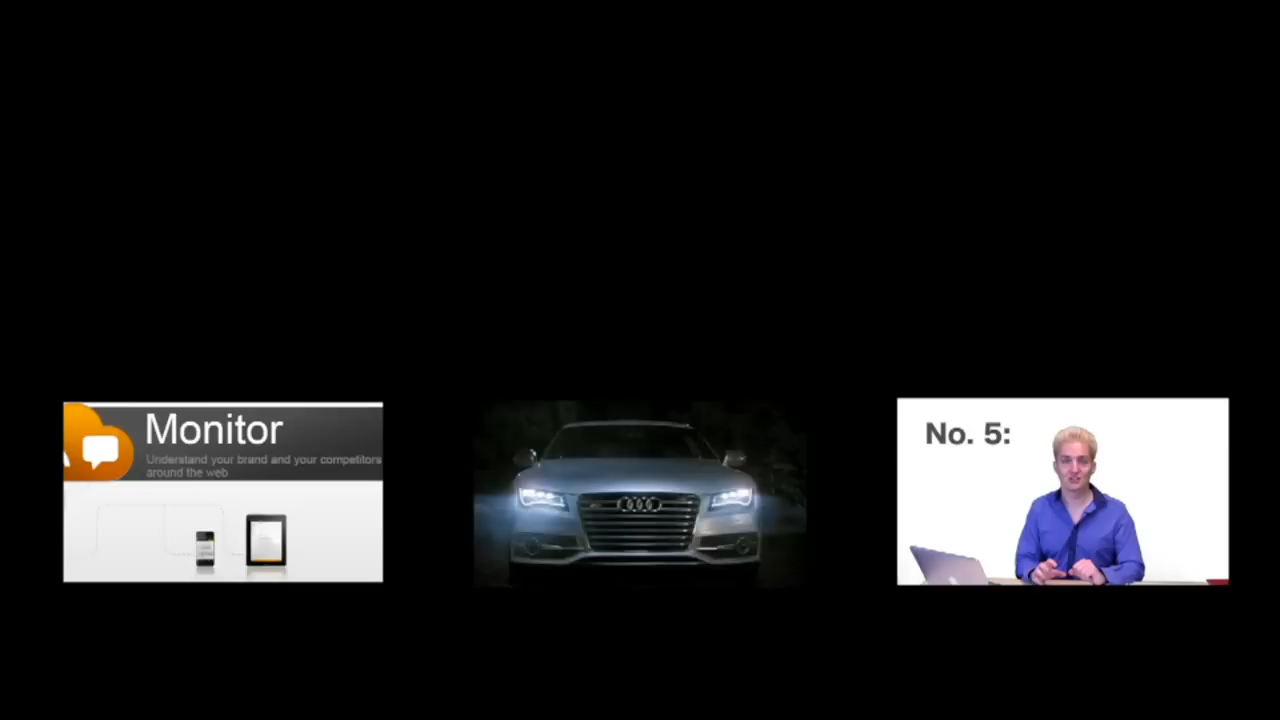 Monitor
Understand your brand and your competitors
around the web
No. 5: